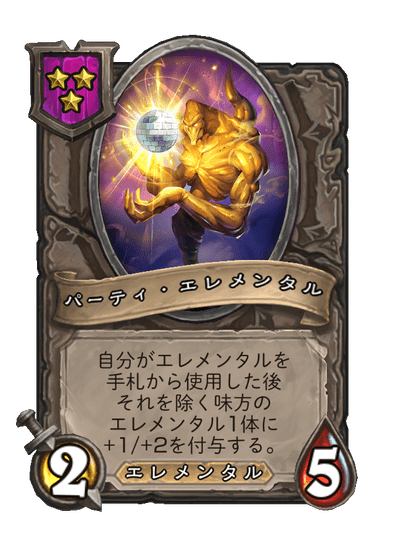 パーティ・エレメンタル
自分がエレメンタルを
手札から使用した後
それを除く味方の
エレメンタル1体に
+1/+2を付与する。
2
エレメンタル
5